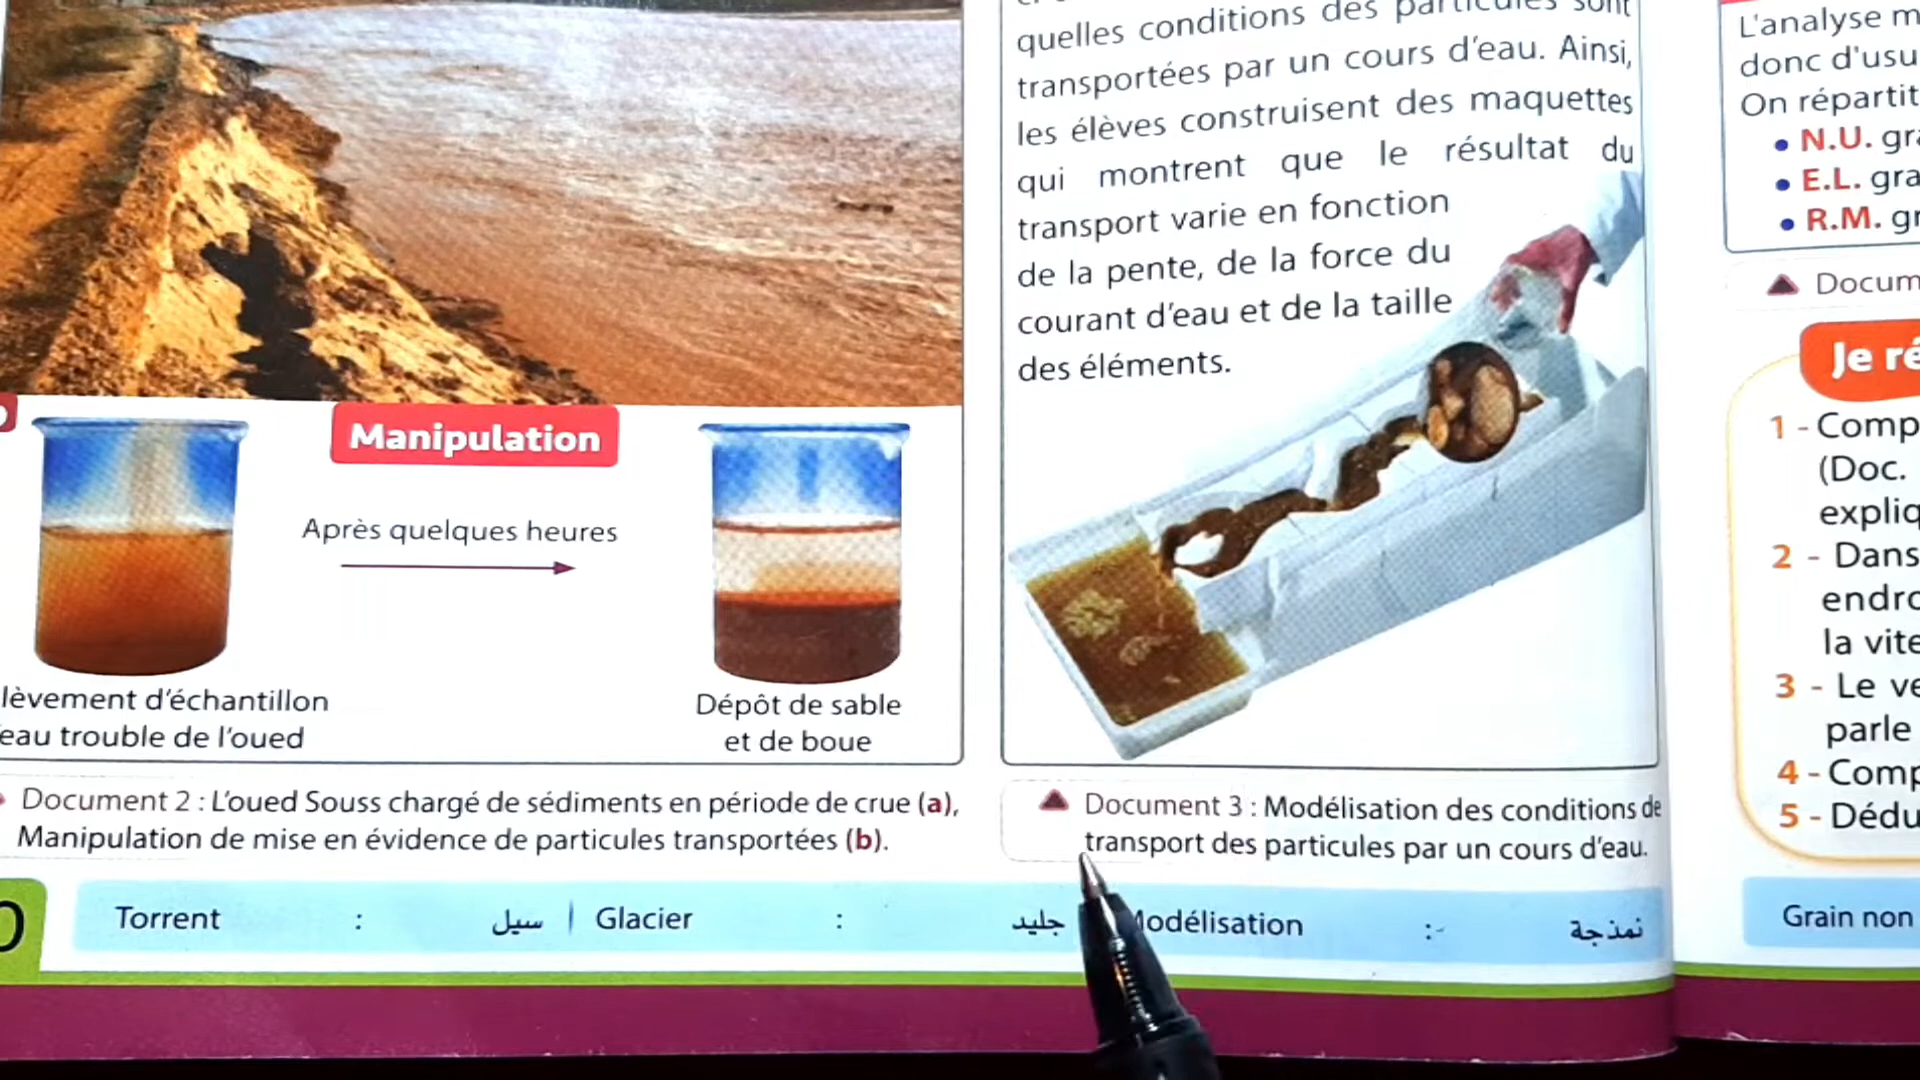 Manipulation
Après quelques heures
lèvement d'échantillon
eau trouble de l'oued
Dépôt de sable
et de boue
Document 2 : L'oued Souss chargé de sédiments en période de crue (a),
Manipulation de mise en évidence de particules transportées (b).
quelles conditions des particules sont
transportées par un cours d'eau. Ainsi,
les élèves construisent des maquettes
qui montrent que le résultat du
transport varie en fonction
de la pente, de la force du
courant d'eau et de la taille
des éléments.
Document 3 : Modélisation des conditions de
transport des particules par un cours d'eau.
Torrent : سيل | Glacier : جليد
Modélisation : نمذجة
L'analyse m
donc d'usu
On répartit
• N.U. gra
• E.L. gra
• R.M. gr
Docum
Je ré
1 - Comp
(Doc.
expliq
2 - Dans
endro
la vite
3 - Le ve
parle
4 - Comp
5 - Dédu
Grain non